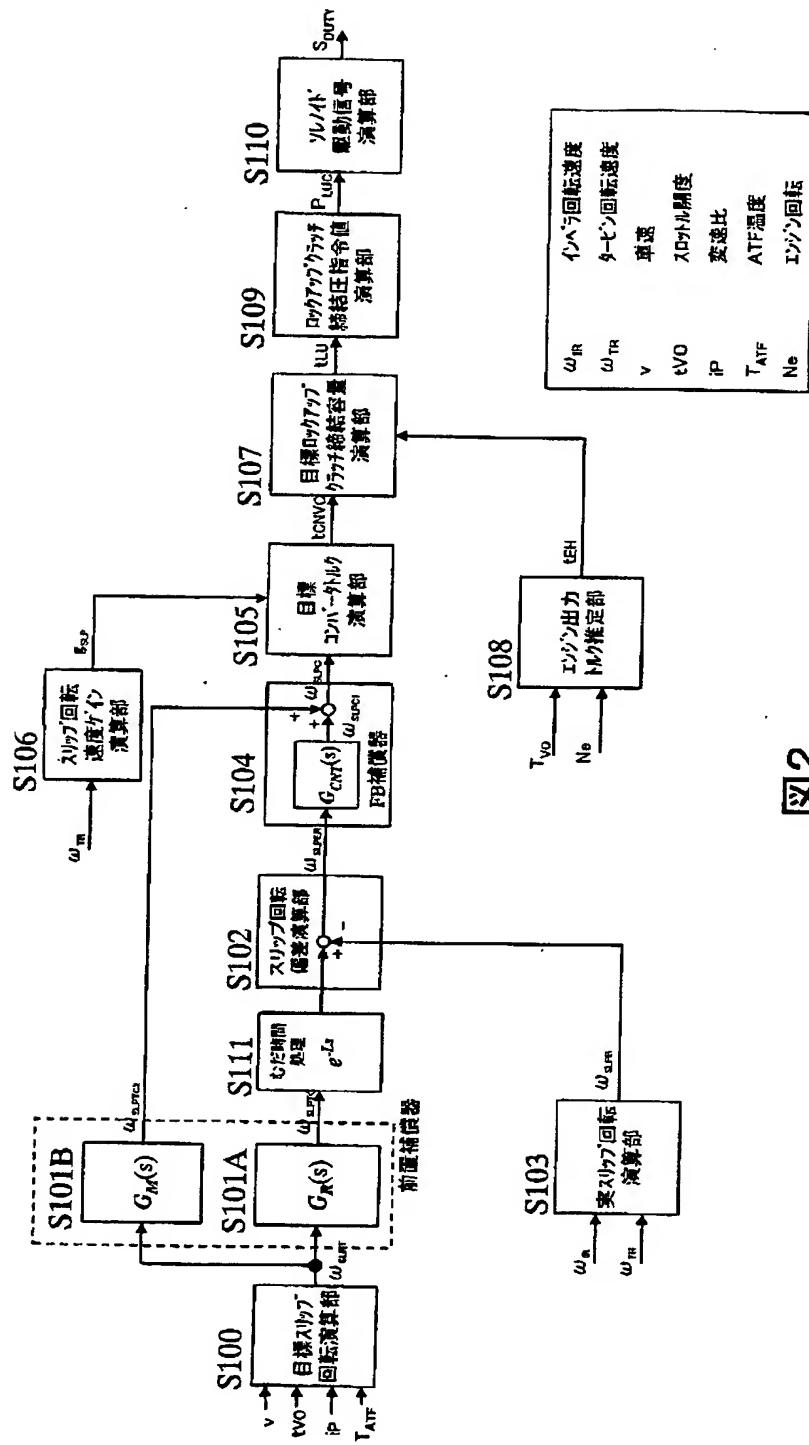 S100
目標スリップ
回転演算部
v
tVO
iP
T_ATF
ω_SLPT
S101B
G_M(s)
S101A
G_R(s)
前置補償器
ω_SLPTC2
S111
むだ時間
処理
e^-Ls
S102
スリップ回転
偏差演算部
+
-
ω_SLPER
S103
実スリップ回転
演算部
ω_IR
ω_TR
ω_SLPR
S104
G_CNT(s)
FB補償器
+
+
ω_SLPC1
ω_SLPC
S106
スリップ回転
速度ゲイン
演算部
ω_TR
g_SLP
S105
目標
コンバータトルク
演算部
tCNVC
S107
目標ロックアップ
クラッチ締結容量
演算部
tLU
S108
エンジン出力
トルク推定部
T_VO
Ne
tEH
S109
ロックアップクラッチ
締結圧指令値
演算部
P_LUC
S110
ソレノイド
駆動信号
演算部
S_DUTY
ω_IR インペラ回転速度
ω_TR タービン回転速度
v 車速
tVO スロットル開度
iP 変速比
T_ATF ATF温度
Ne エンジン回転
図2